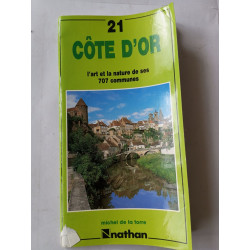 21
CÔTE D'OR
l'art et la nature de ses
707 communes
michel de la torre
nathan